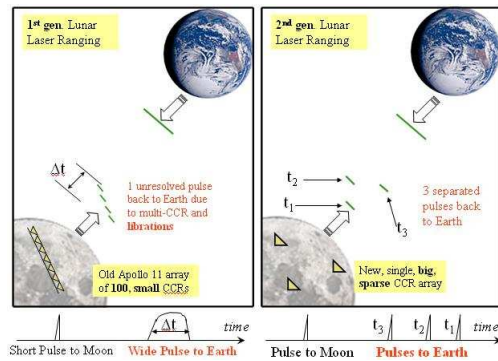 1st gen. Lunar
Laser Ranging
Δt
1 unresolved pulse
back to Earth due
to multi-CCR and
librations
Old Apollo 11 array
of 100, small CCRs
Δt
time
Short Pulse to Moon
Wide Pulse to Earth
2nd gen. Lunar
Laser Ranging
t2
t1
3 separated
pulses back
to Earth
t3
New, single, big,
sparse CCR array
t3 t2 t1
time
Pulse to Moon
Pulses to Earth